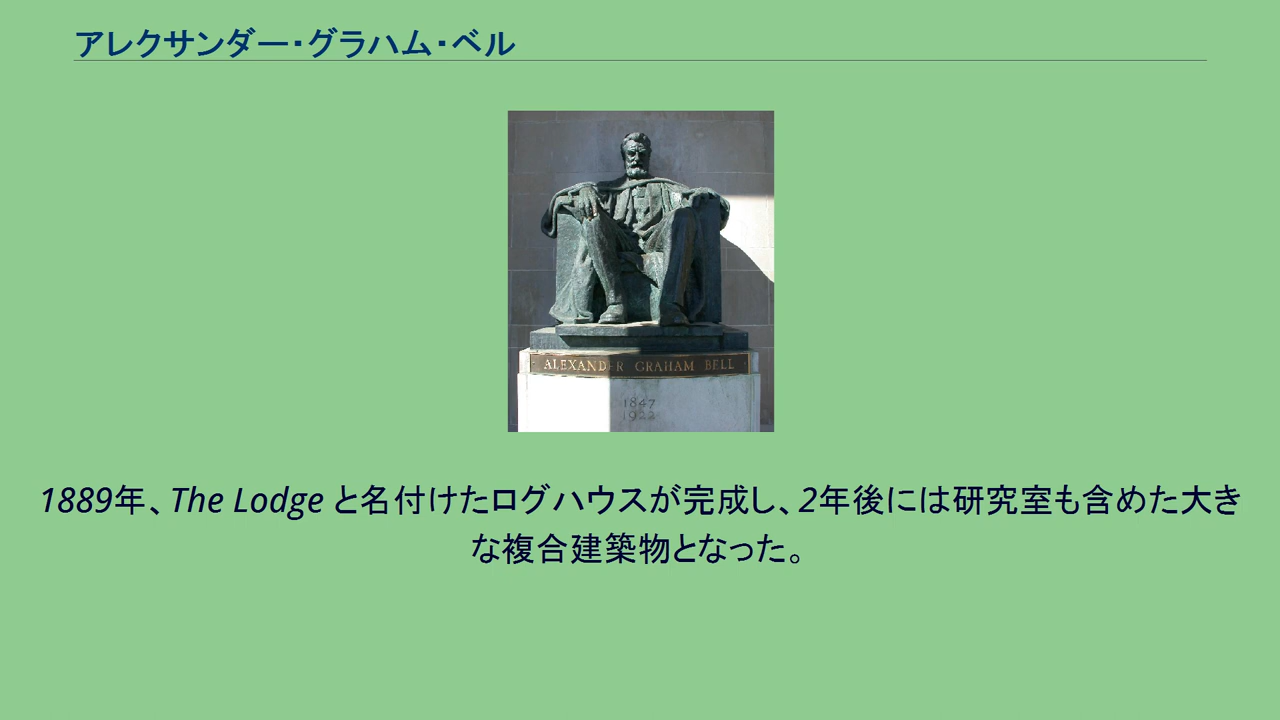 アレクサンダー・グラハム・ベル
ALEXANDER GRAHAM BELL
1847
1922
1889年、The Lodge と名付けたログハウスが完成し、2年後には研究室も含めた大き
な複合建築物となった。